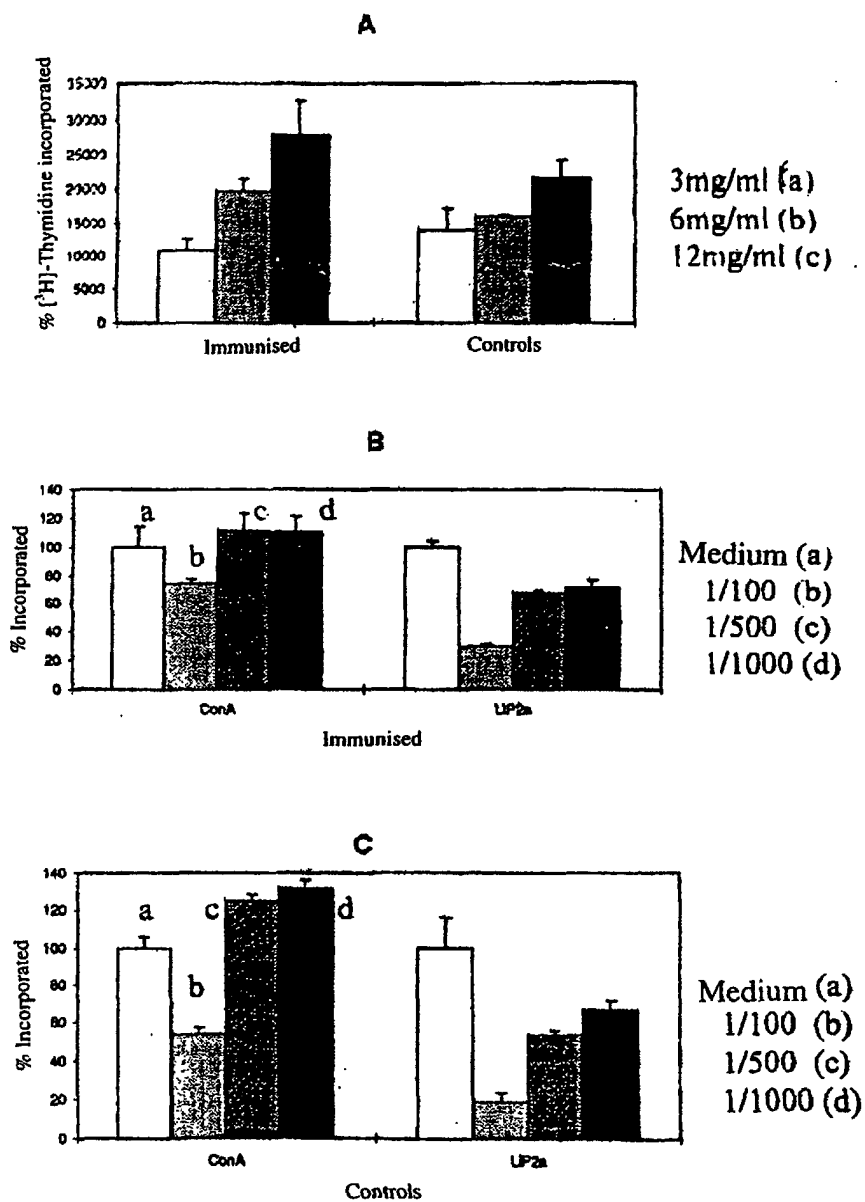 A
% [³H]-Thymidine incorporated
35000
30000
25000
20000
15000
10000
5000
0
Immunised
Controls
3mg/ml (a)
6mg/ml (b)
12mg/ml (c)
B
% Incorporated
140
120
100
80
60
40
20
0
a
b
c
d
ConA
LiP2a
Immunised
Medium (a)
1/100 (b)
1/500 (c)
1/1000 (d)
C
% Incorporated
140
120
100
80
60
40
20
0
a
b
c
d
ConA
LiP2a
Controls
Medium (a)
1/100 (b)
1/500 (c)
1/1000 (d)